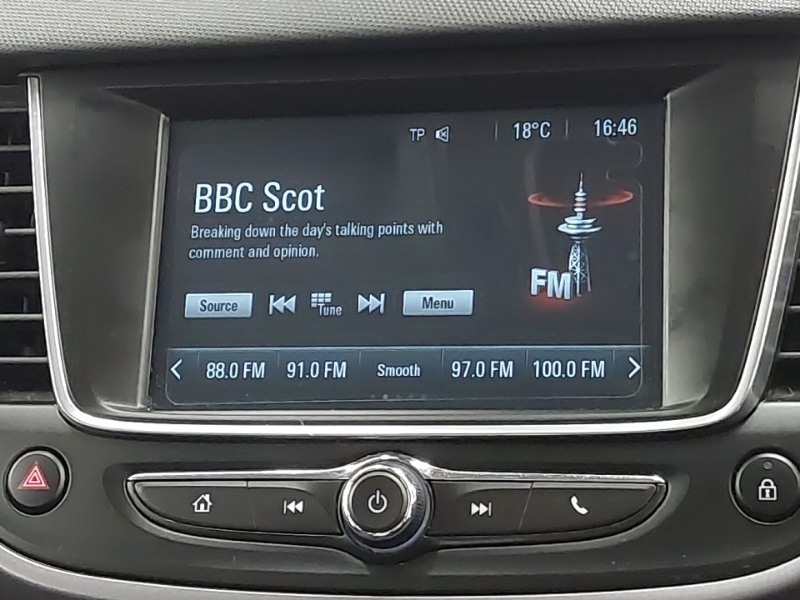 TP 18°C 16:46
BBC Scot
Breaking down the day's talking points with
comment and opinion.
FM
Source Tune Menu
88.0 FM 91.0 FM Smooth 97.0 FM 100.0 FM